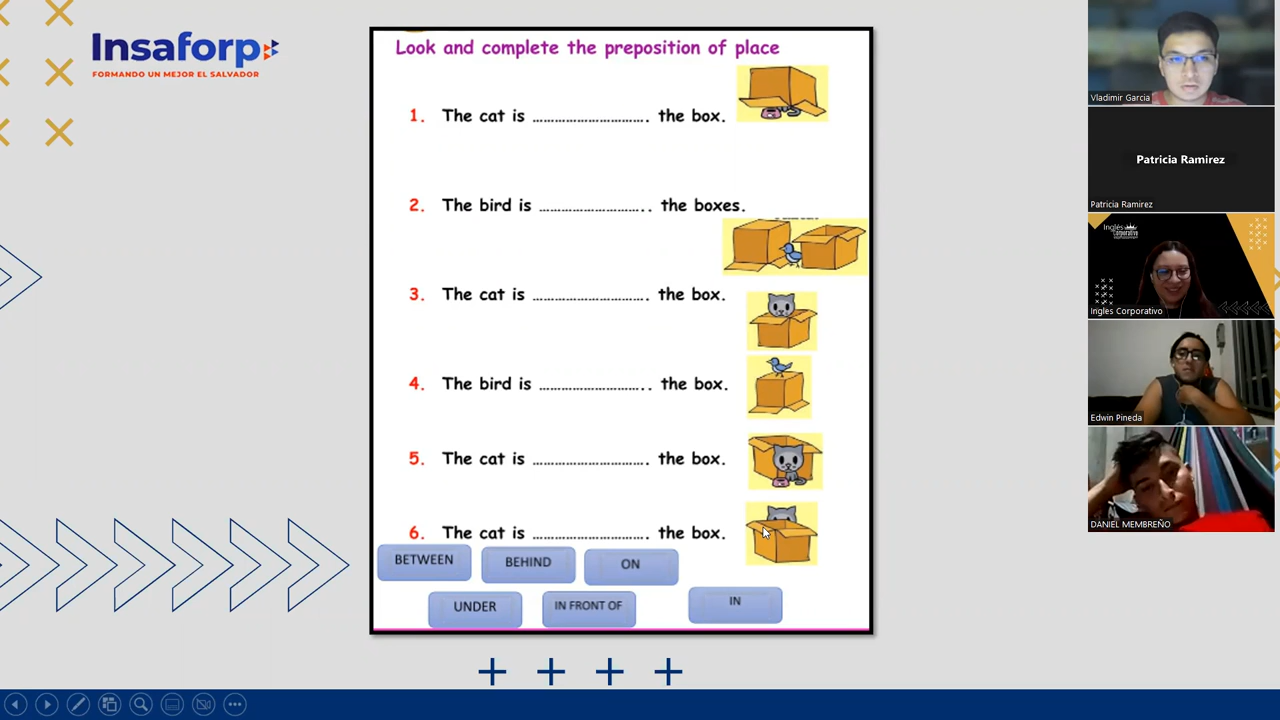 Insaforp
FORMANDO UN MEJOR EL SALVADOR
Look and complete the preposition of place
1. The cat is ............................. the box.
2. The bird is ............................. the boxes.
3. The cat is ............................. the box.
4. The bird is ............................. the box.
5. The cat is ............................. the box.
6. The cat is ............................. the box.
BETWEEN
BEHIND
ON
UNDER
IN FRONT OF
IN
Vladimir Garcia
Patricia Ramirez
Patricia Ramirez
Inglés
Corporativo
Ingles Corporativo
Edwin Pineda
DANIEL MEMBREÑO